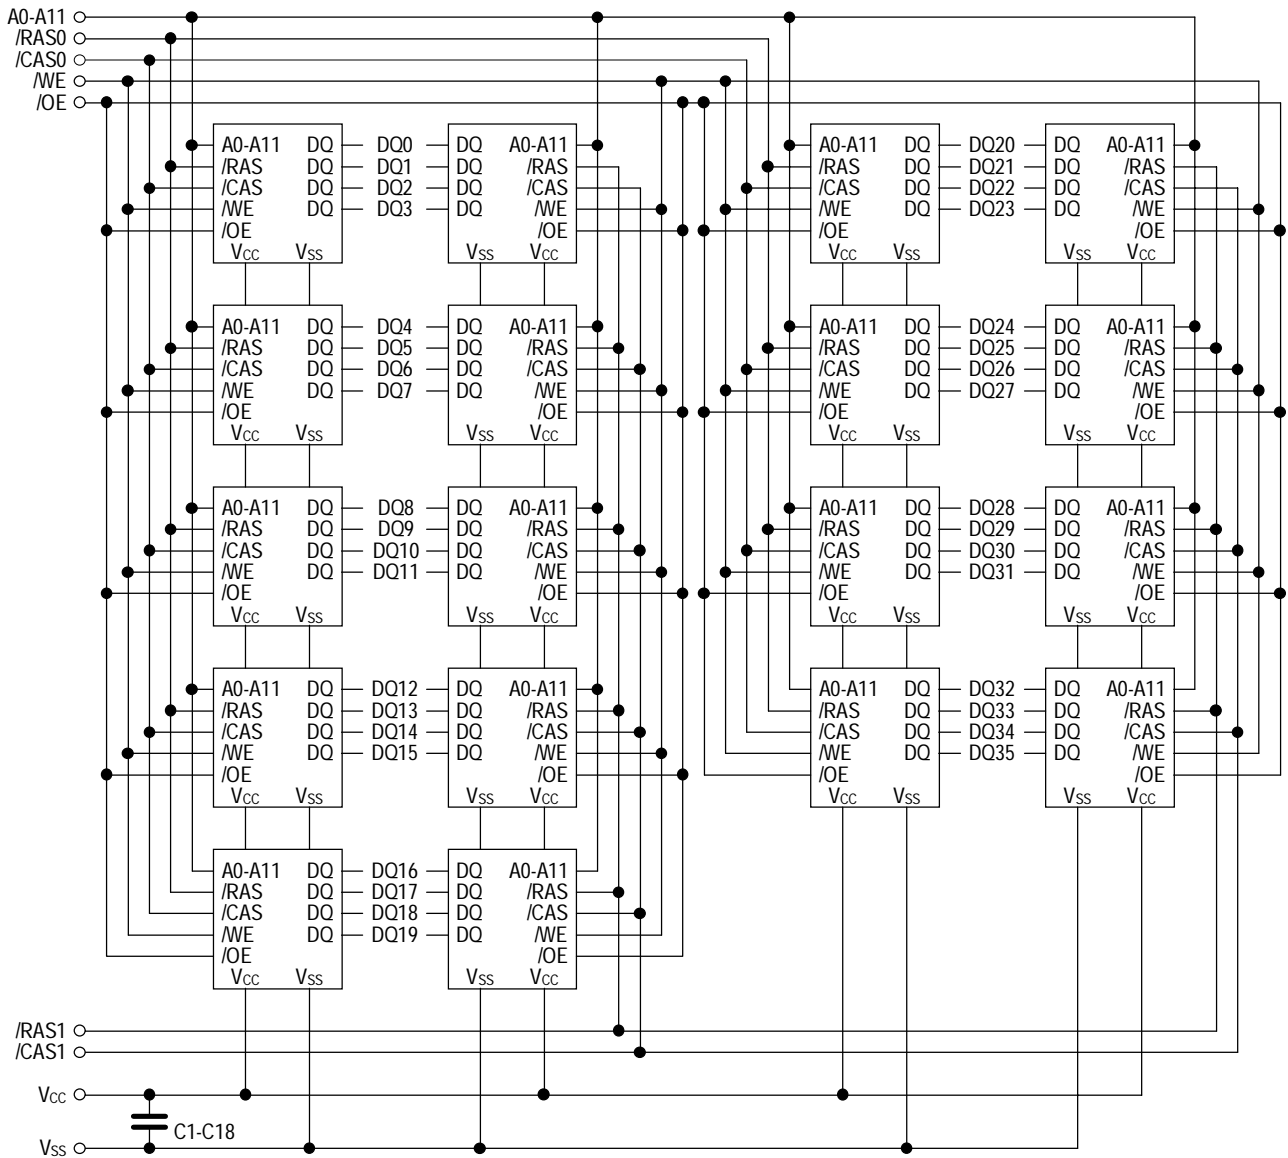 A0-A11
/RAS0
/CAS0
/WE
/OE
A0-A11 DQ DQ0 DQ A0-A11
/RAS DQ DQ1 DQ /RAS
/CAS DQ DQ2 DQ /CAS
/WE DQ DQ3 DQ /WE
/OE /OE
VCC VSS VSS VCC
A0-A11 DQ DQ20 DQ A0-A11
/RAS DQ DQ21 DQ /RAS
/CAS DQ DQ22 DQ /CAS
/WE DQ DQ23 DQ /WE
/OE /OE
VCC VSS VSS VCC
A0-A11 DQ DQ4 DQ A0-A11
/RAS DQ DQ5 DQ /RAS
/CAS DQ DQ6 DQ /CAS
/WE DQ DQ7 DQ /WE
/OE /OE
VCC VSS VSS VCC
A0-A11 DQ DQ24 DQ A0-A11
/RAS DQ DQ25 DQ /RAS
/CAS DQ DQ26 DQ /CAS
/WE DQ DQ27 DQ /WE
/OE /OE
VCC VSS VSS VCC
A0-A11 DQ DQ8 DQ A0-A11
/RAS DQ DQ9 DQ /RAS
/CAS DQ DQ10 DQ /CAS
/WE DQ DQ11 DQ /WE
/OE /OE
VCC VSS VSS VCC
A0-A11 DQ DQ28 DQ A0-A11
/RAS DQ DQ29 DQ /RAS
/CAS DQ DQ30 DQ /CAS
/WE DQ DQ31 DQ /WE
/OE /OE
VCC VSS VSS VCC
A0-A11 DQ DQ12 DQ A0-A11
/RAS DQ DQ13 DQ /RAS
/CAS DQ DQ14 DQ /CAS
/WE DQ DQ15 DQ /WE
/OE /OE
VCC VSS VSS VCC
A0-A11 DQ DQ32 DQ A0-A11
/RAS DQ DQ33 DQ /RAS
/CAS DQ DQ34 DQ /CAS
/WE DQ DQ35 DQ /WE
/OE /OE
VCC VSS VSS VCC
A0-A11 DQ DQ16 DQ A0-A11
/RAS DQ DQ17 DQ /RAS
/CAS DQ DQ18 DQ /CAS
/WE DQ DQ19 DQ /WE
/OE /OE
VCC VSS VSS VCC
/RAS1
/CAS1
VCC
C1-C18
VSS